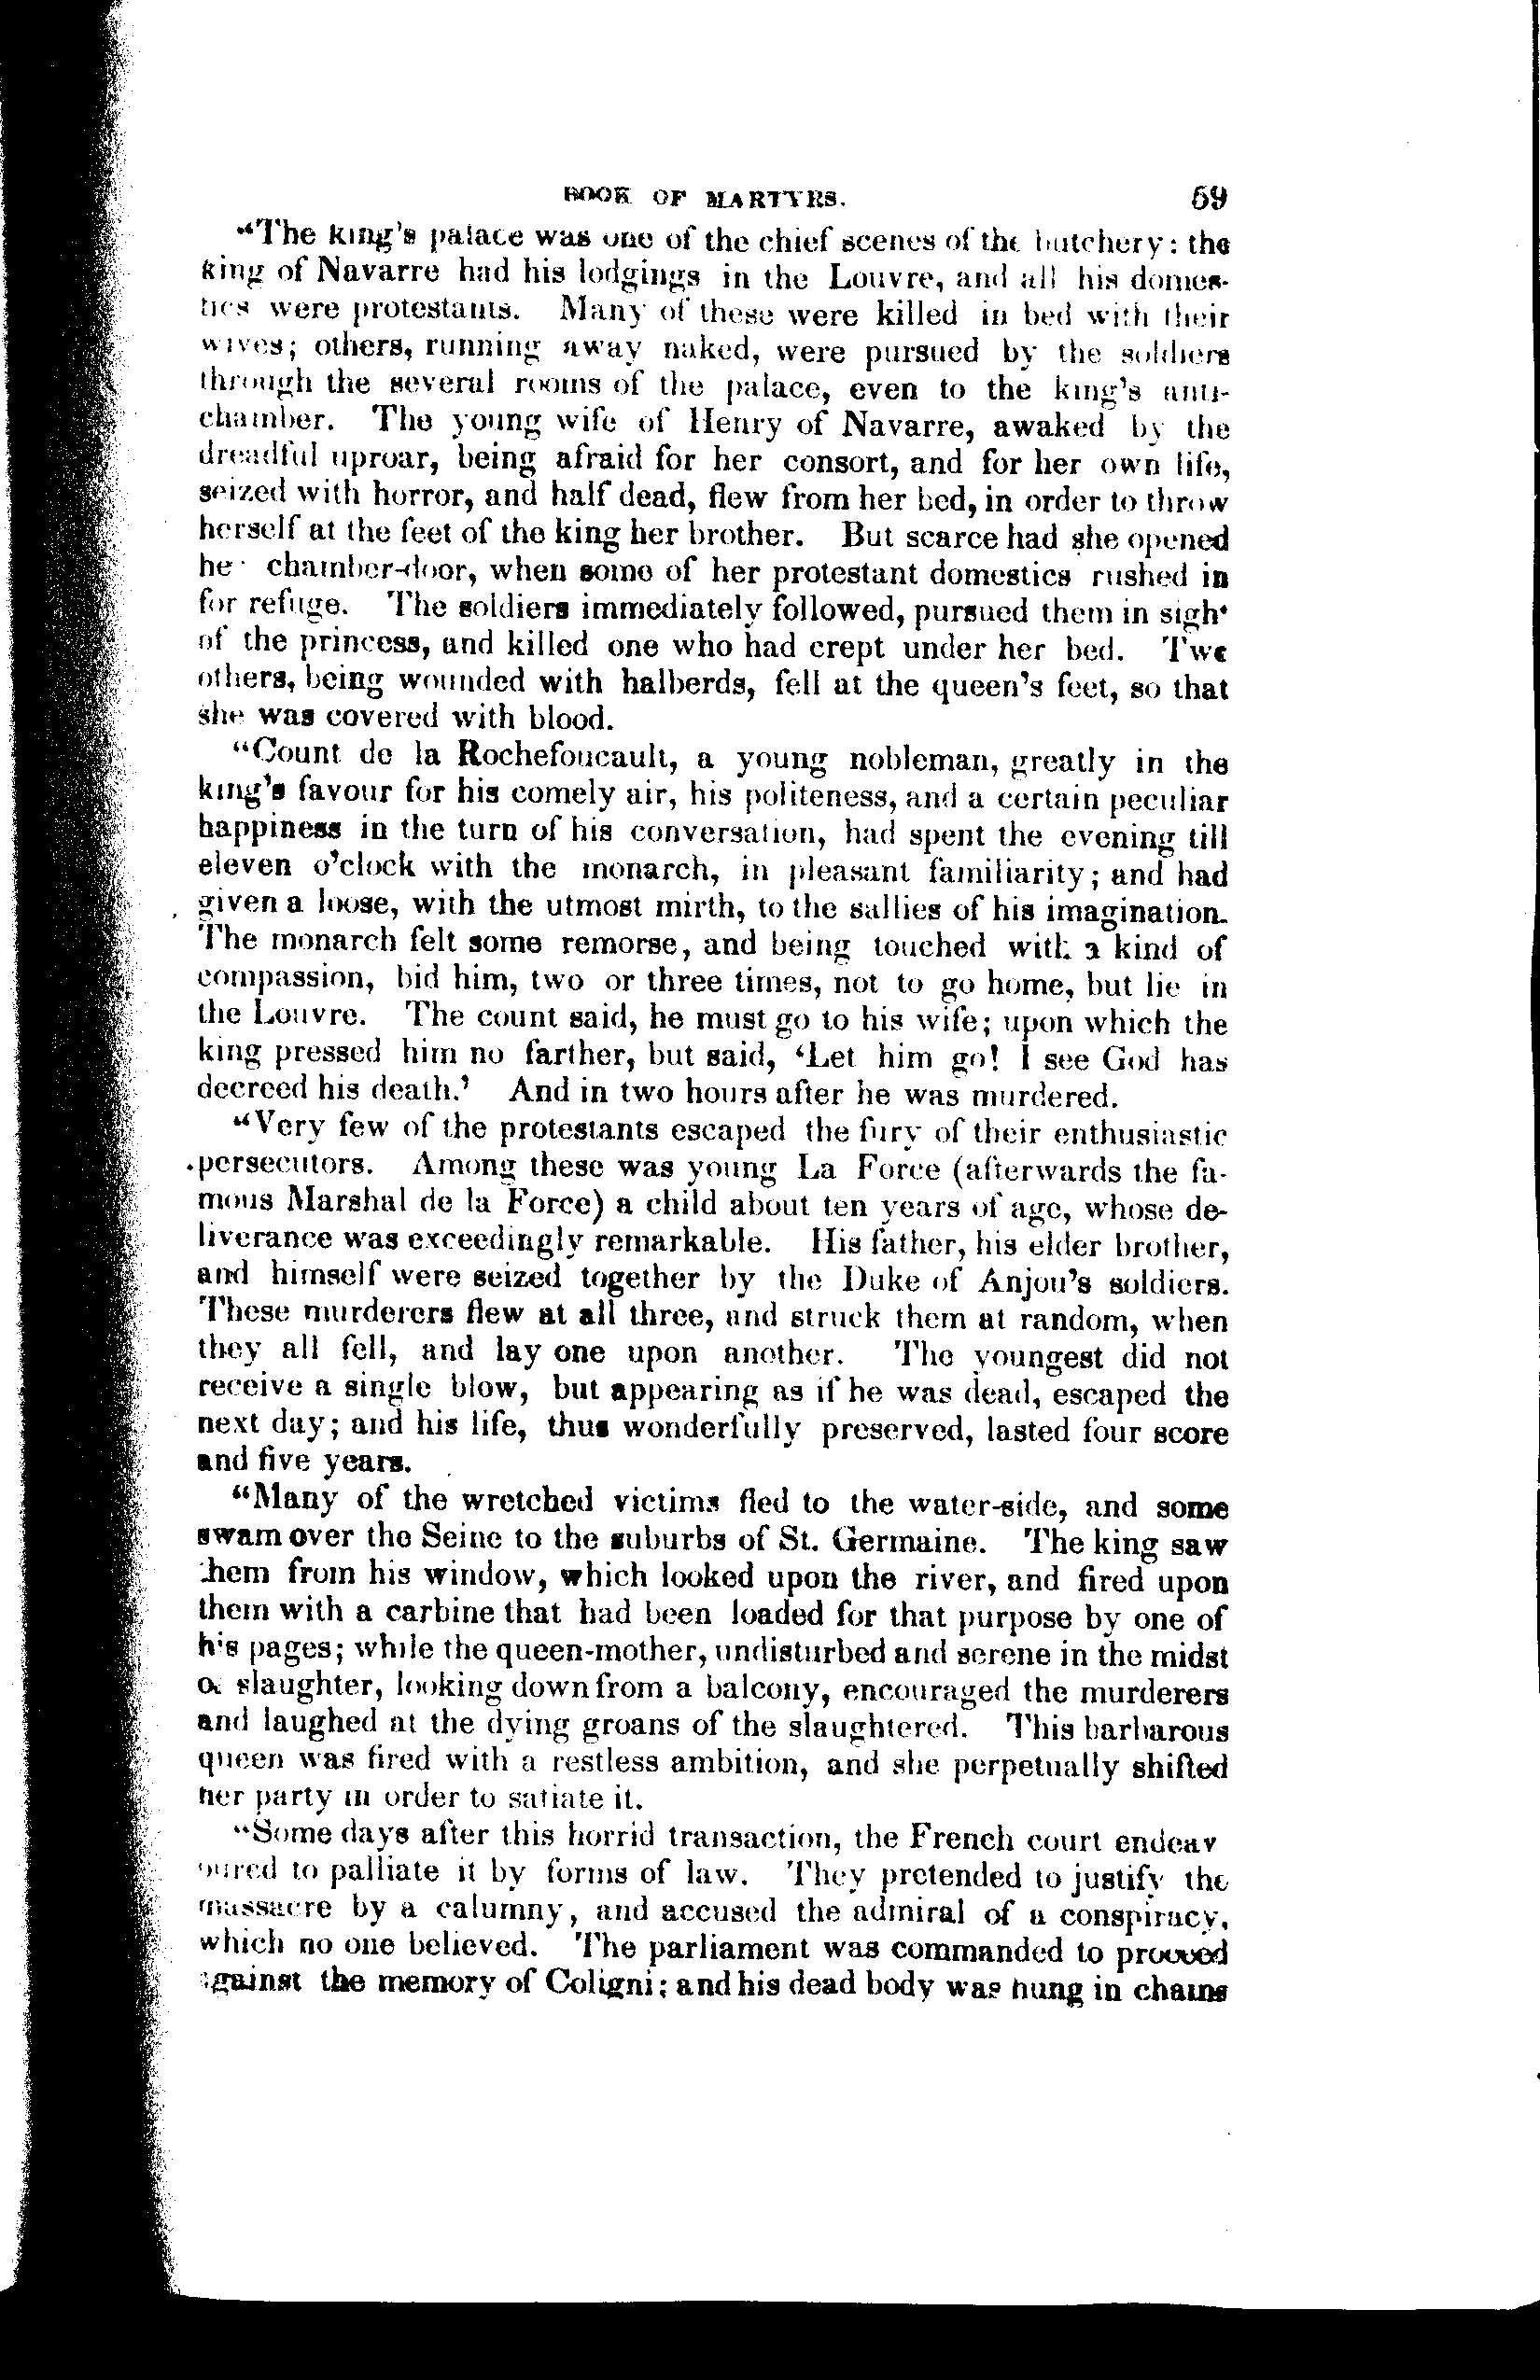 BOOK OF MARTYRS. 59
"The king's palace was one of the chief scenes of the butchery: the
king of Navarre had his lodgings in the Louvre, and all his domes-
tics were protestants. Many of these were killed in bed with their
wives; others, running away naked, were pursued by the soldiers
through the several rooms of the palace, even to the king's anti-
chamber. The young wife of Henry of Navarre, awaked by the
dreadful uproar, being afraid for her consort, and for her own life,
seized with horror, and half dead, flew from her bed, in order to throw
herself at the feet of the king her brother. But scarce had she opened
he chamber-door, when some of her protestant domestics rushed in
for refuge. The soldiers immediately followed, pursued them in sigh
of the princess, and killed one who had crept under her bed. Two
others, being wounded with halberds, fell at the queen's feet, so that
she was covered with blood.
"Count de la Rochefoucault, a young nobleman, greatly in the
king's favour for his comely air, his politeness, and a certain peculiar
happiness in the turn of his conversation, had spent the evening till
eleven o'clock with the monarch, in pleasant familiarity; and had
given a loose, with the utmost mirth, to the sallies of his imagination.
The monarch felt some remorse, and being touched with a kind of
compassion, bid him, two or three times, not to go home, but lie in
the Louvre. The count said, he must go to his wife; upon which the
king pressed him no farther, but said, 'Let him go! I see God has
decreed his death.' And in two hours after he was murdered.
"Very few of the protestants escaped the fury of their enthusiastic
persecutors. Among these was young La Force (afterwards the fa-
mous Marshal de la Force) a child about ten years of age, whose de-
liverance was exceedingly remarkable. His father, his elder brother,
and himself were seized together by the Duke of Anjou's soldiers.
These murderers flew at all three, and struck them at random, when
they all fell, and lay one upon another. The youngest did not
receive a single blow, but appearing as if he was dead, escaped the
next day; and his life, thus wonderfully preserved, lasted four score
and five years.
"Many of the wretched victims fled to the water-side, and some
swam over the Seine to the suburbs of St. Germaine. The king saw
them from his window, which looked upon the river, and fired upon
them with a carbine that had been loaded for that purpose by one of
his pages; while the queen-mother, undisturbed and serene in the midst
of slaughter, looking down from a balcony, encouraged the murderers
and laughed at the dying groans of the slaughtered. This barbarous
queen was fired with a restless ambition, and she perpetually shifted
her party in order to satiate it.
"Some days after this horrid transaction, the French court endeav
oured to palliate it by forms of law. They pretended to justify the
massacre by a calumny, and accused the admiral of a conspiracy,
which no one believed. The parliament was commanded to proceed
against the memory of Coligni; and his dead body was hung in chains